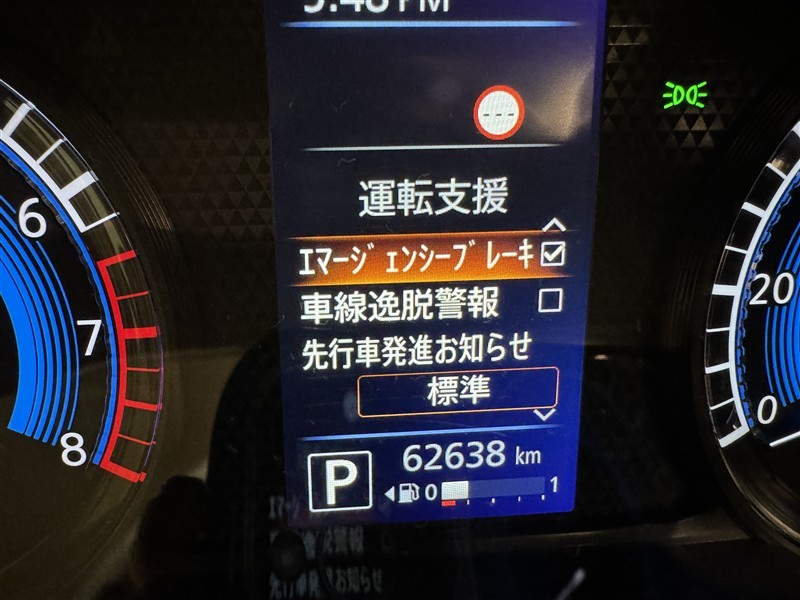 PM
---
運転支援
エマージェンシーブレーキ
車線逸脱警報
先行車発進お知らせ
標準
P
62638 km
0 1
6
7
8
20
0